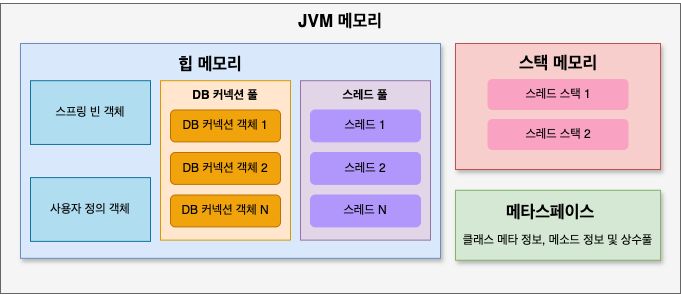 JVM 메모리
힙 메모리
스프링 빈 객체
사용자 정의 객체
DB 커넥션 풀
DB 커넥션 객체 1
DB 커넥션 객체 2
DB 커넥션 객체 N
스레드 풀
스레드 1
스레드 2
스레드 N
스택 메모리
스레드 스택 1
스레드 스택 2
메타스페이스
클래스 메타 정보, 메소드 정보 및 상수풀